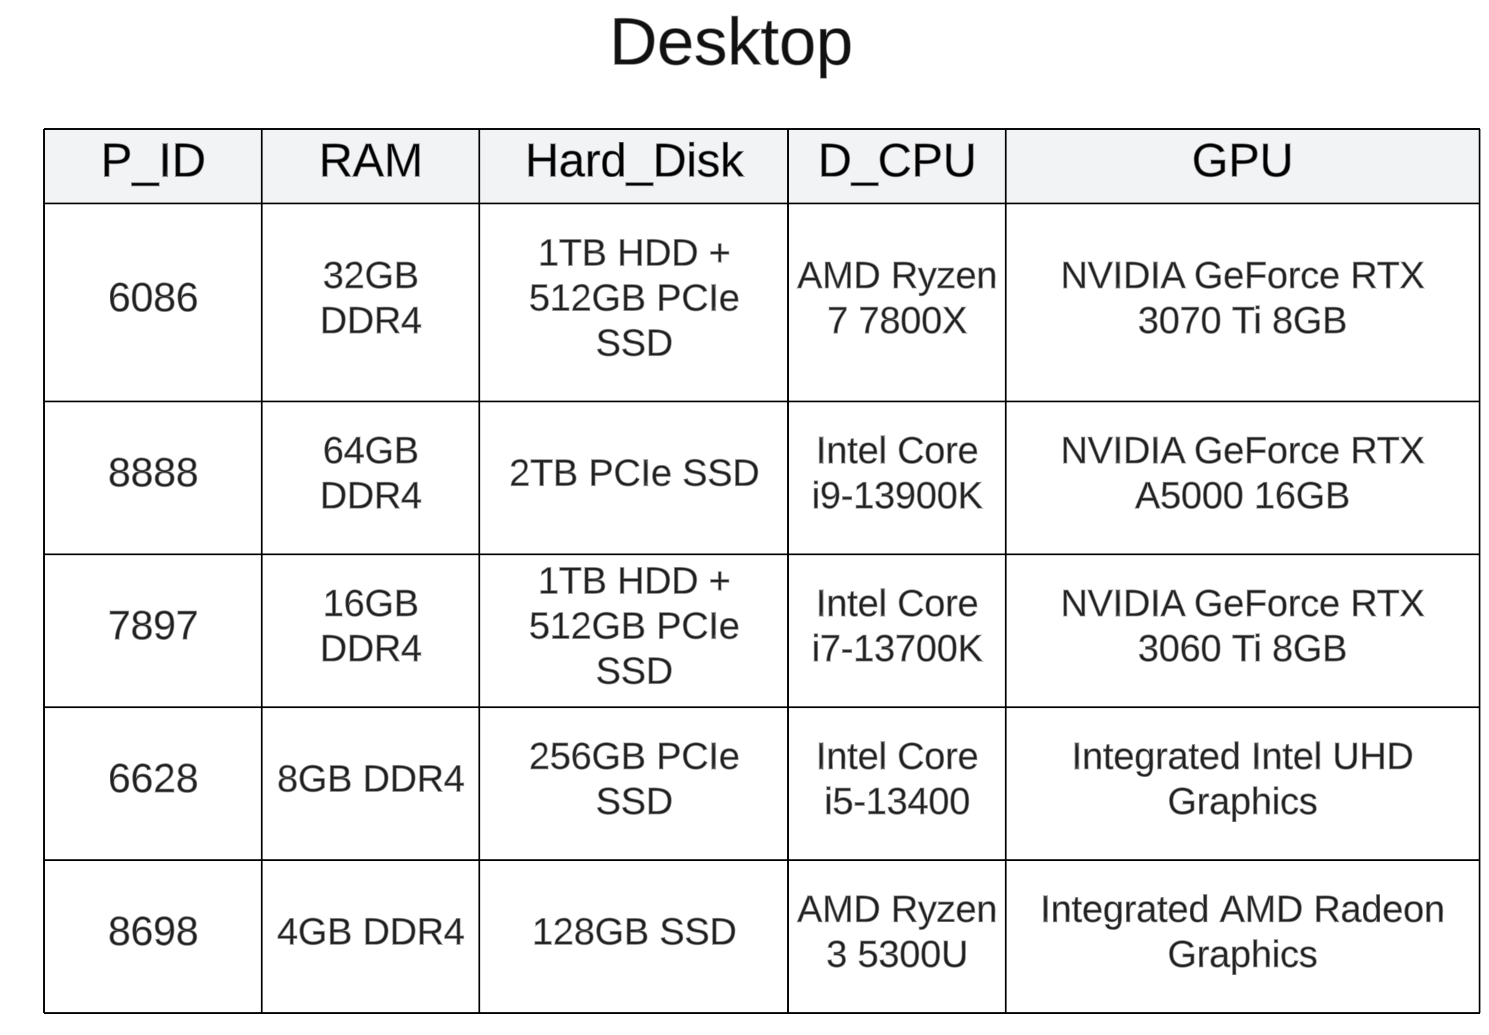 Desktop
P_ID RAM Hard_Disk D_CPU GPU
6086
32GB
DDR4
1TB HDD +
512GB PCIe
SSD
AMD Ryzen
7 7800X
NVIDIA GeForce RTX
3070 Ti 8GB
8888
64GB
DDR4
2TB PCIe SSD
Intel Core
i9-13900K
NVIDIA GeForce RTX
A5000 16GB
7897
16GB
DDR4
1TB HDD +
512GB PCIe
SSD
Intel Core
i7-13700K
NVIDIA GeForce RTX
3060 Ti 8GB
6628
8GB DDR4
256GB PCIe
SSD
Intel Core
i5-13400
Integrated Intel UHD
Graphics
8698
4GB DDR4
128GB SSD
AMD Ryzen
3 5300U
Integrated AMD Radeon
Graphics